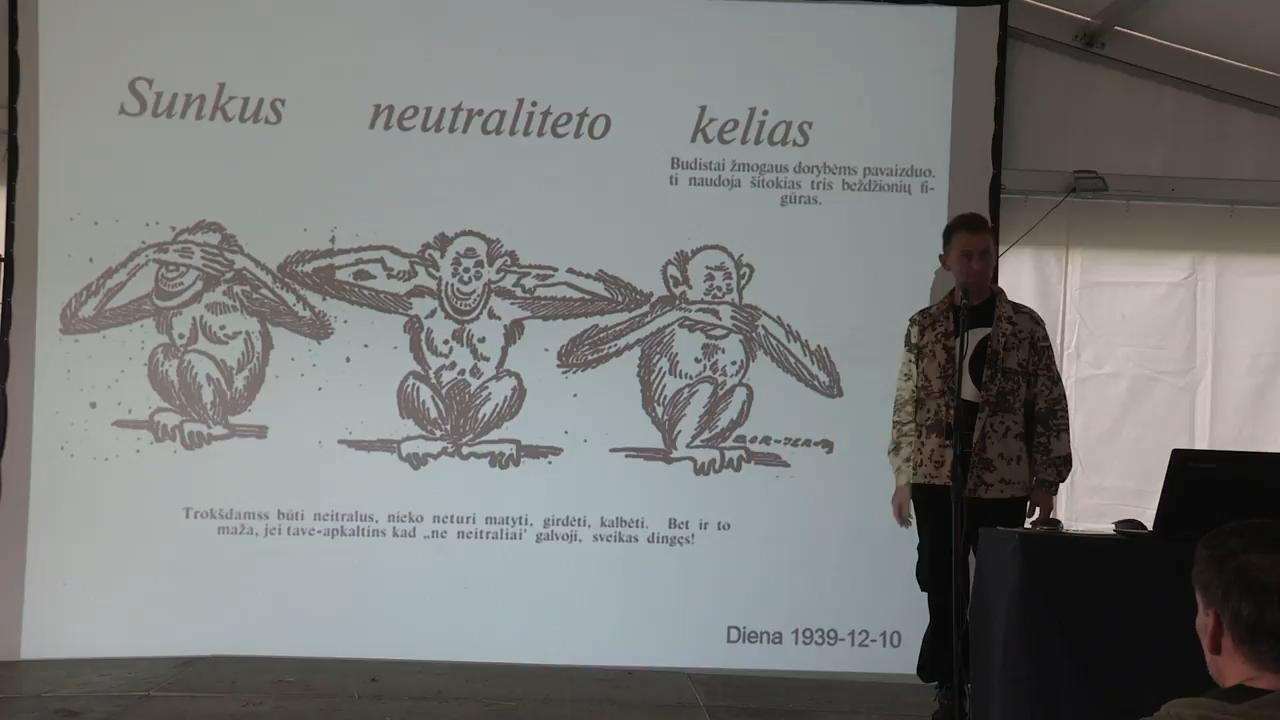 Sunkus neutraliteto kelias
Budistai žmogaus dorybėms pavaizduo.
ti naudoja šitokias tris beždžionių fi-
gūras.
Trokšdamss būti neitralus, nieko neturi matyti, girdėti, kalbėti. Bet ir to
maža, jei tave-apkaltins kad „ne neitraliai' galvoji, sveikas dingęs!
Diena 1939-12-10